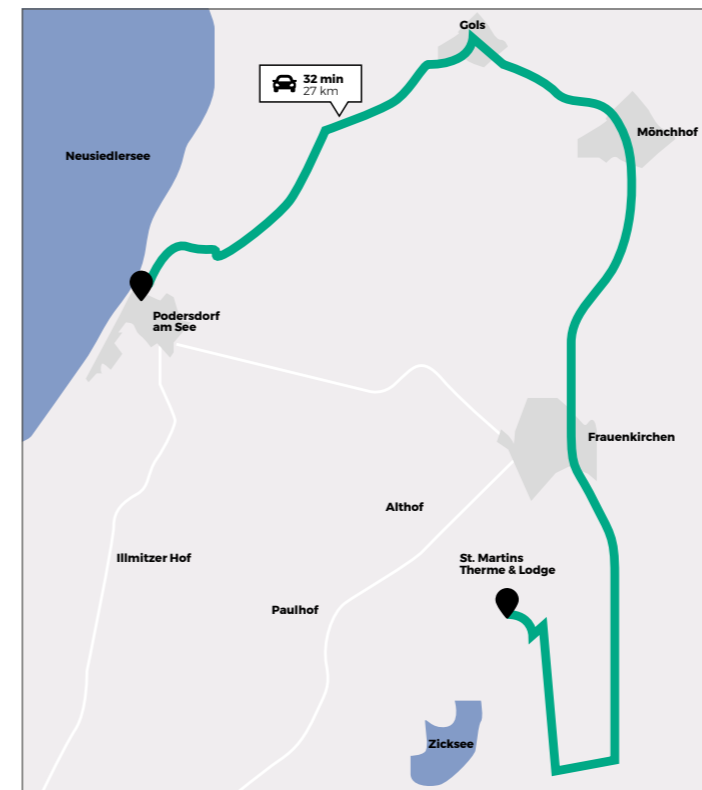 Gols
32 min
27 km
Mönchhof
Neusiedlersee
Podersdorf
am See
Frauenkirchen
Althof
Illmitzer Hof
St. Martins
Therme & Lodge
Paulhof
Zicksee